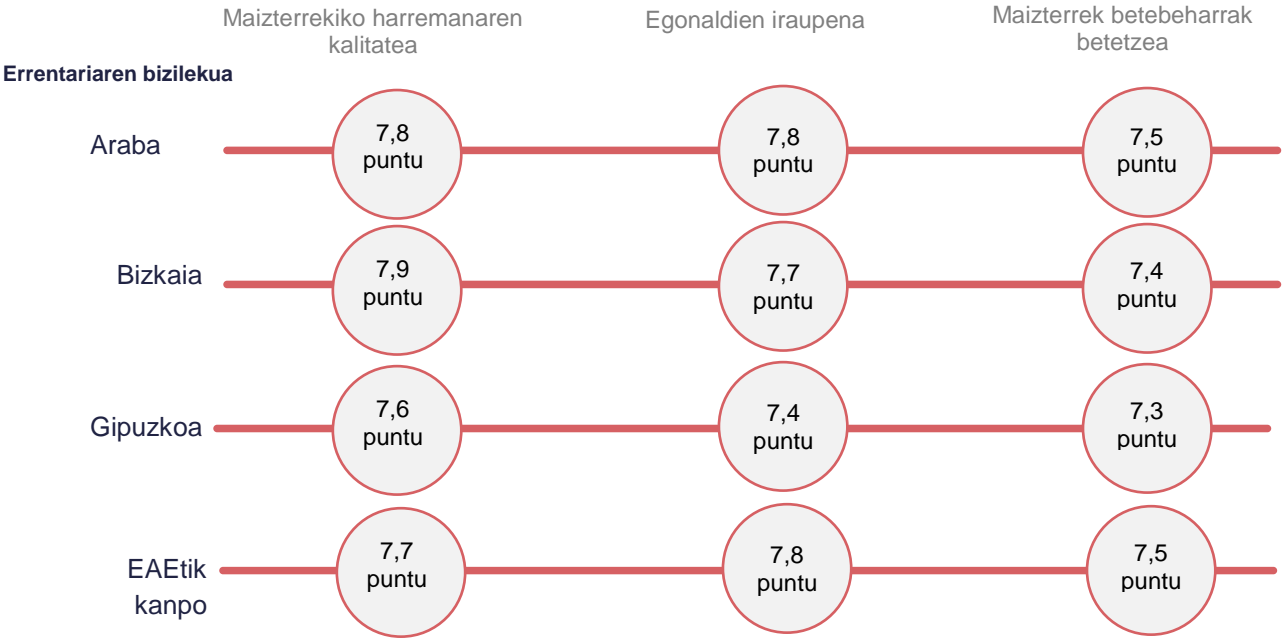 Maizterrekiko harremanaren
kalitatea
Egonaldien iraupena
Maizterrek betebeharrak
betetzea
Errentariaren bizilekua
Araba
7,8
puntu
7,8
puntu
7,5
puntu
Bizkaia
7,9
puntu
7,7
puntu
7,4
puntu
Gipuzkoa
7,6
puntu
7,4
puntu
7,3
puntu
EAEtik
kanpo
7,7
puntu
7,8
puntu
7,5
puntu